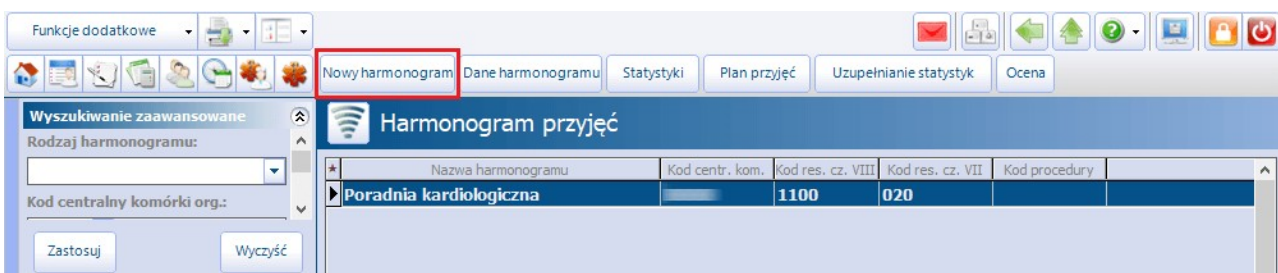 Funkcje dodatkowe
Nowy harmonogram Dane harmonogramu Statystyki Plan przyjęć Uzupełnianie statystyk Ocena
Wyszukiwanie zaawansowane
Rodzaj harmonogramu:
Kod centralny komórki org.:
Zastosuj Wyczyść
Harmonogram przyjęć
Nazwa harmonogramu Kod centr. kom. Kod res. cz. VIII Kod res. cz. VII Kod procedury
Poradnia kardiologiczna 1100 020